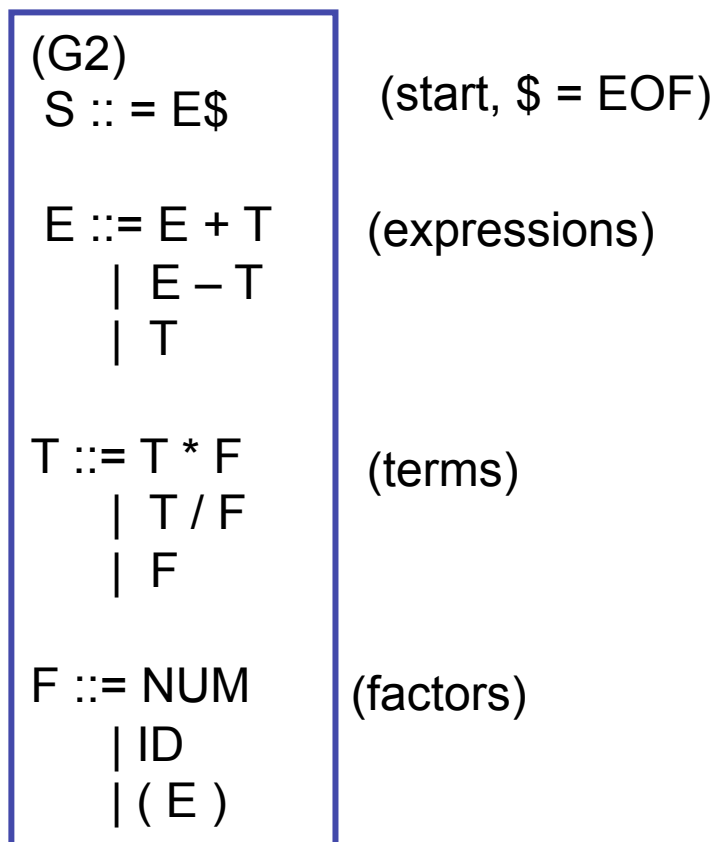 (G2)
S :: = E$ (start, $ = EOF)
E ::= E + T (expressions)
| E – T
| T
T ::= T * F (terms)
| T / F
| F
F ::= NUM (factors)
| ID
| ( E )